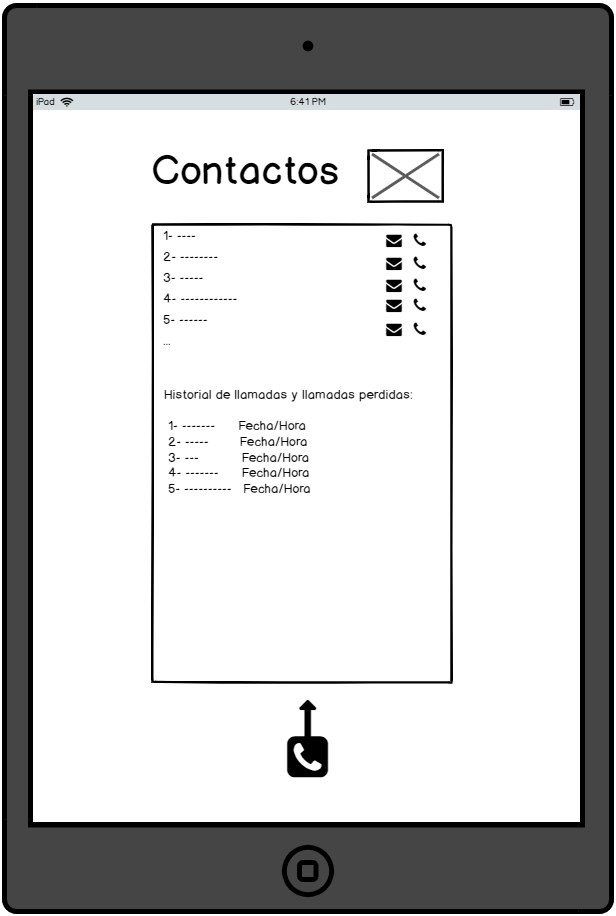 iPad 6:41 PM
Contactos
1- ----
2- --------
3- -----
4- ------------
5- ------
...
Historial de llamadas y llamadas perdidas:
1- ------- Fecha/Hora
2- ----- Fecha/Hora
3- --- Fecha/Hora
4- ------- Fecha/Hora
5- ---------- Fecha/Hora